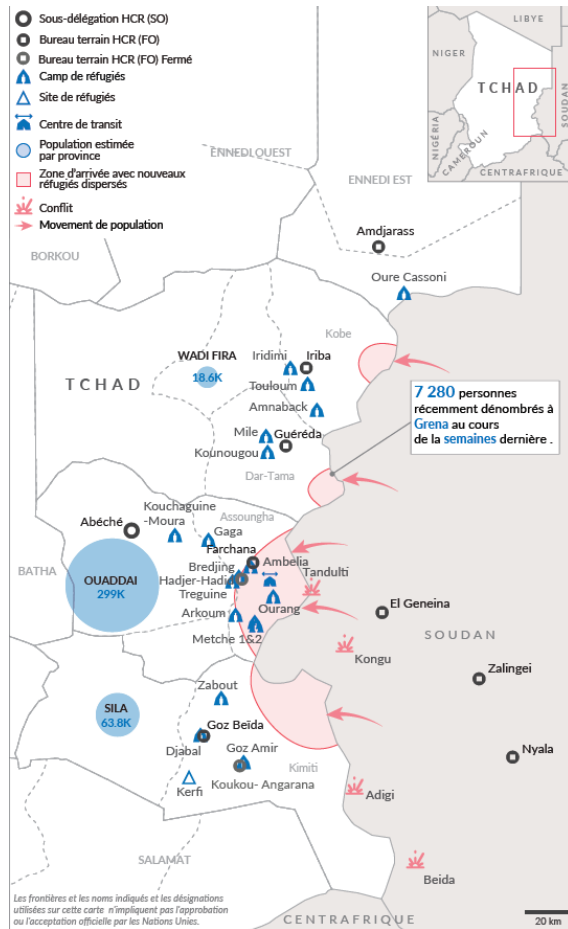 Sous-délégation HCR (SO)
Bureau terrain HCR (FO)
Bureau terrain HCR (FO) Fermé
Camp de réfugiés
Site de réfugiés
Centre de transit
Population estimée
par province
Zone d'arrivée avec nouveaux
réfugiés dispersés
Conflit
Movement de population
LIBYE
NIGER
TCHAD
SOUDAN
NIGÉRIA
CAMEROUN
CENTRAFRIQUE
ENNEDI OUEST
ENNEDI EST
Amdjarass
BORKOU
Oure Cassoni
Kobe
WADI FIRA
18.6K
Iridimi
Iriba
TCHAD
Touloum
Amnaback
7 280 personnes
récemment dénombrés à
Grena au cours
de la semaines dernière .
Mile
Guéréda
Kounougou
Dar-Tama
Kouchaguine
-Moura
Assoungha
Abéché
Gaga
Farchana
BATHA
Bredjing
Ambelia
OUADDAI
299K
Hadjer-Hadid
Tandulti
Treguine
Arkoum
Ourang
El Geneina
Metche 1&2
SOUDAN
Kongu
Zalingei
Zabout
SILA
63.8K
Goz Beïda
Djabal
Goz Amir
Nyala
Kimiti
Kerfi
Koukou- Angarana
Adigi
SALAMAT
Beida
Les frontières et les noms indiqués et les désignations
utilisées sur cette carte n'impliquent pas l'approbation
ou l'acceptation officielle par les Nations Unies.
CENTRAFRIQUE
20 km